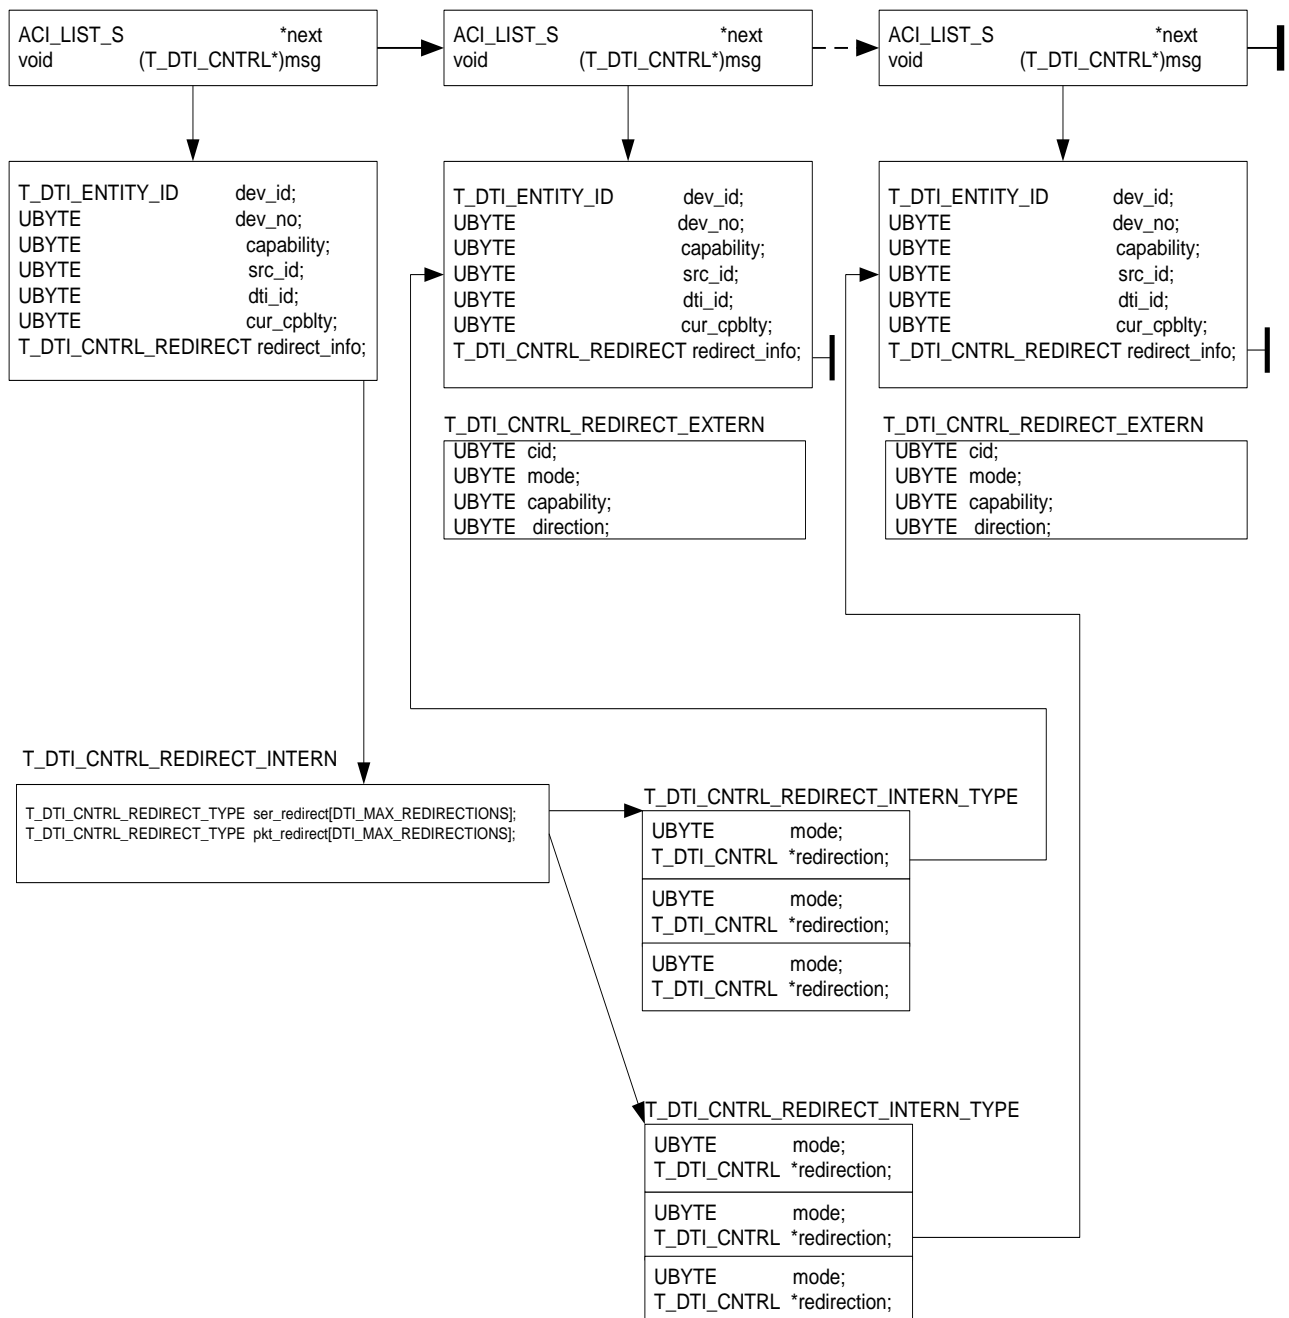 ACI_LIST_S *next
void (T_DTI_CNTRL*)msg
ACI_LIST_S *next
void (T_DTI_CNTRL*)msg
ACI_LIST_S *next
void (T_DTI_CNTRL*)msg
T_DTI_ENTITY_ID dev_id;
UBYTE dev_no;
UBYTE capability;
UBYTE src_id;
UBYTE dti_id;
UBYTE cur_cpblty;
T_DTI_CNTRL_REDIRECT redirect_info;
T_DTI_ENTITY_ID dev_id;
UBYTE dev_no;
UBYTE capability;
UBYTE src_id;
UBYTE dti_id;
UBYTE cur_cpblty;
T_DTI_CNTRL_REDIRECT redirect_info;
T_DTI_ENTITY_ID dev_id;
UBYTE dev_no;
UBYTE capability;
UBYTE src_id;
UBYTE dti_id;
UBYTE cur_cpblty;
T_DTI_CNTRL_REDIRECT redirect_info;
T_DTI_CNTRL_REDIRECT_EXTERN
UBYTE cid;
UBYTE mode;
UBYTE capability;
UBYTE direction;
T_DTI_CNTRL_REDIRECT_EXTERN
UBYTE cid;
UBYTE mode;
UBYTE capability;
UBYTE direction;
T_DTI_CNTRL_REDIRECT_INTERN
T_DTI_CNTRL_REDIRECT_TYPE ser_redirect[DTI_MAX_REDIRECTIONS];
T_DTI_CNTRL_REDIRECT_TYPE pkt_redirect[DTI_MAX_REDIRECTIONS];
T_DTI_CNTRL_REDIRECT_INTERN_TYPE
UBYTE mode;
T_DTI_CNTRL *redirection;
UBYTE mode;
T_DTI_CNTRL *redirection;
UBYTE mode;
T_DTI_CNTRL *redirection;
T_DTI_CNTRL_REDIRECT_INTERN_TYPE
UBYTE mode;
T_DTI_CNTRL *redirection;
UBYTE mode;
T_DTI_CNTRL *redirection;
UBYTE mode;
T_DTI_CNTRL *redirection;